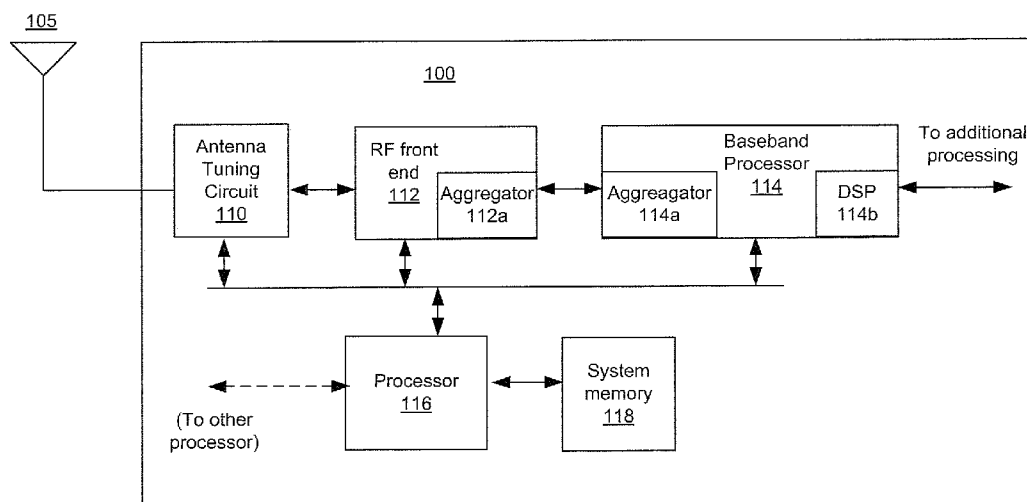 105
100
Antenna
Tuning
Circuit
110
RF front
end
112
Aggregator
112a
Baseband
Processor
114
Aggreagator
114a
DSP
114b
To additional
processing
Processor
116
System
memory
118
(To other
processor)